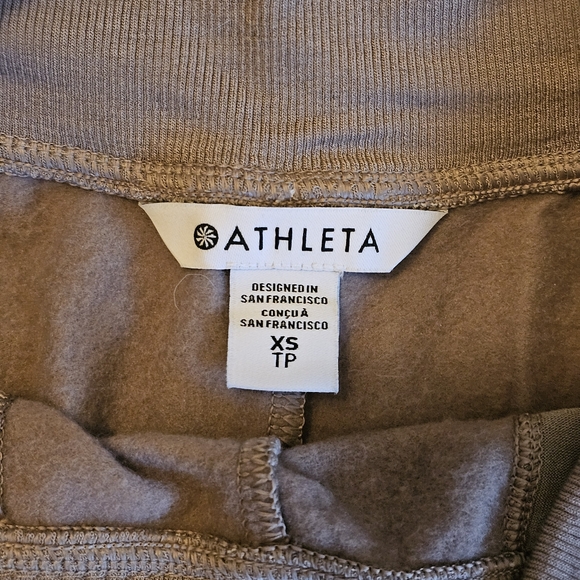 ATHLETA
DESIGNED IN
SAN FRANCISCO
CONÇU À
SAN FRANCISCO
XS
TP